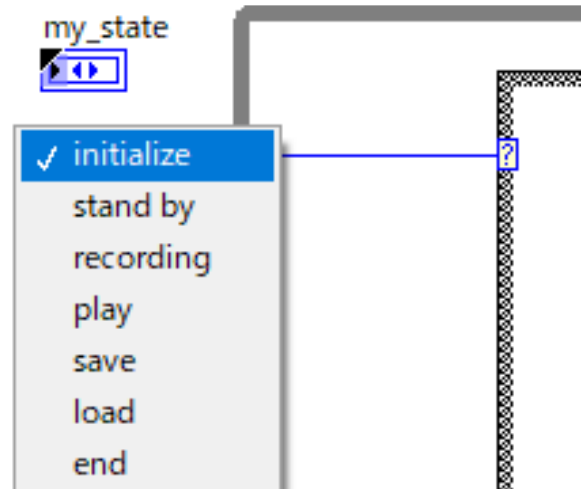 my_state
initialize
?
stand by
recording
play
save
load
end